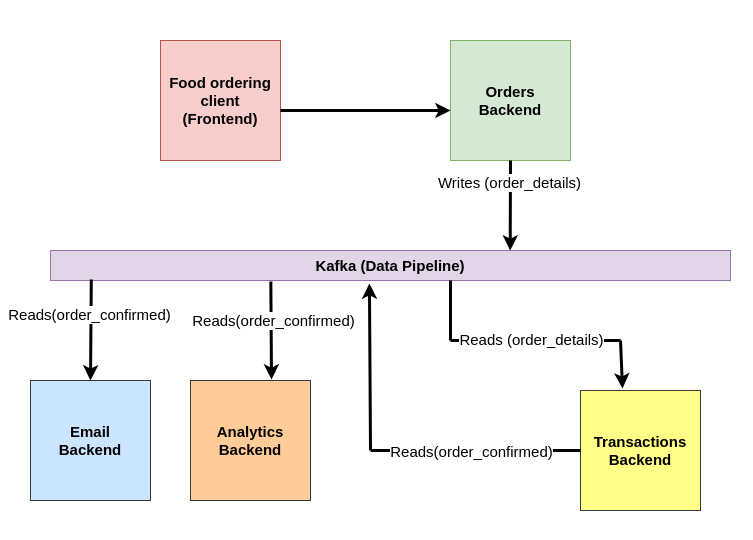 Food ordering
client
(Frontend)
Orders
Backend
Writes (order_details)
Kafka (Data Pipeline)
Reads(order_confirmed)
Reads(order_confirmed)
Reads (order_details)
Email
Backend
Analytics
Backend
Reads(order_confirmed)
Transactions
Backend